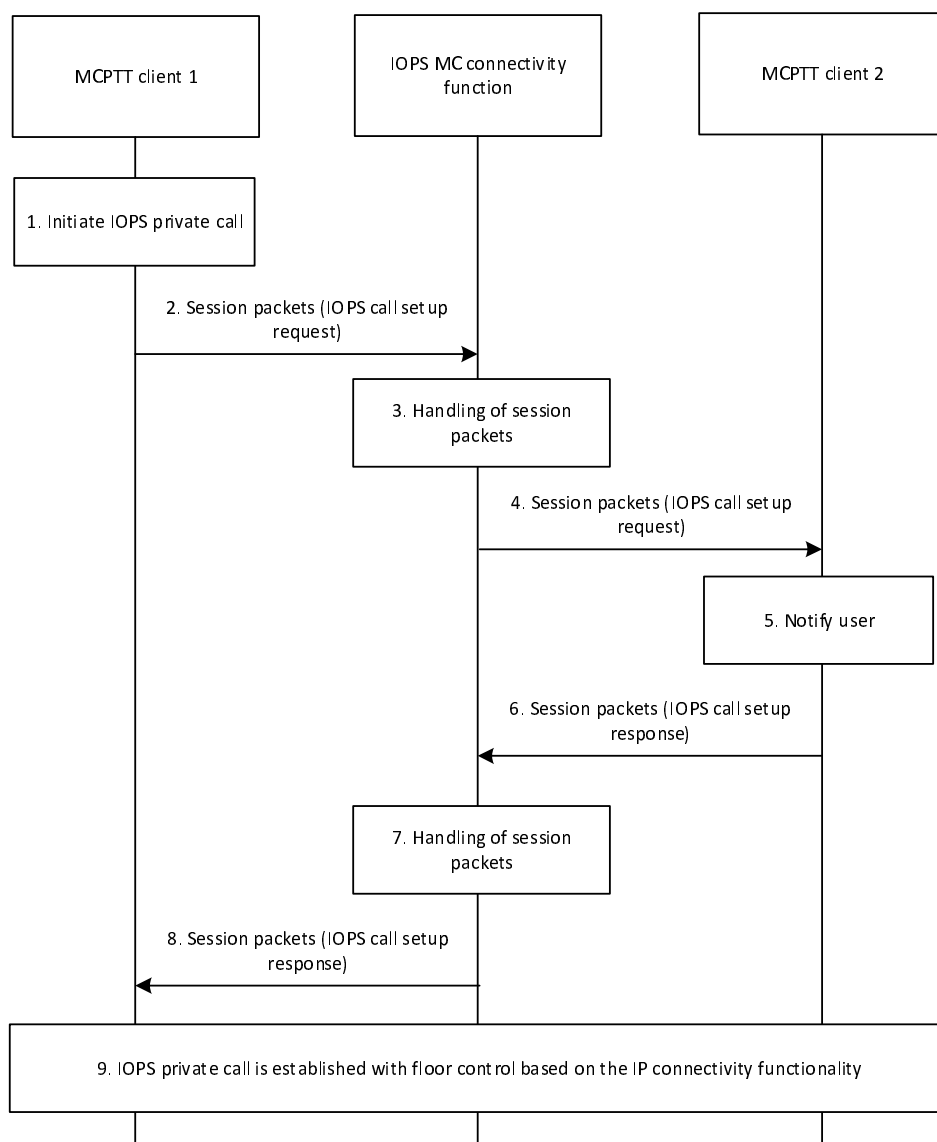 MCPTT client 1
IOPS MC connectivity
function
MCPTT client 2
1. Initiate IOPS private call
2. Session packets (IOPS call setup
request)
3. Handling of session
packets
4. Session packets (IOPS call setup
request)
5. Notify user
6. Session packets (IOPS call setup
response)
7. Handling of session
packets
8. Session packets (IOPS call setup
response)
9. IOPS private call is established with floor control based on the IP connectivity functionality